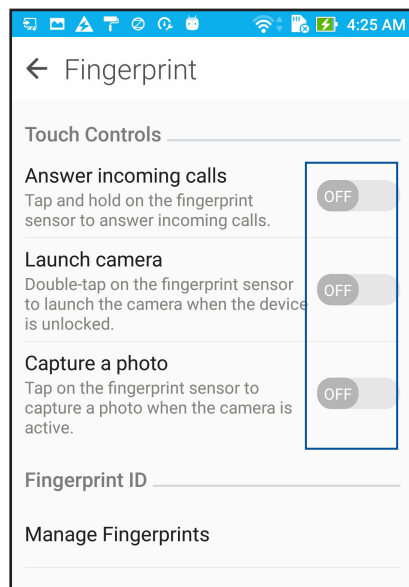 4:25 AM
Fingerprint
Touch Controls
Answer incoming calls
Tap and hold on the fingerprint
sensor to answer incoming calls.
OFF
Launch camera
Double-tap on the fingerprint sensor
to launch the camera when the device
is unlocked.
OFF
Capture a photo
Tap on the fingerprint sensor to
capture a photo when the camera is
active.
OFF
Fingerprint ID
Manage Fingerprints